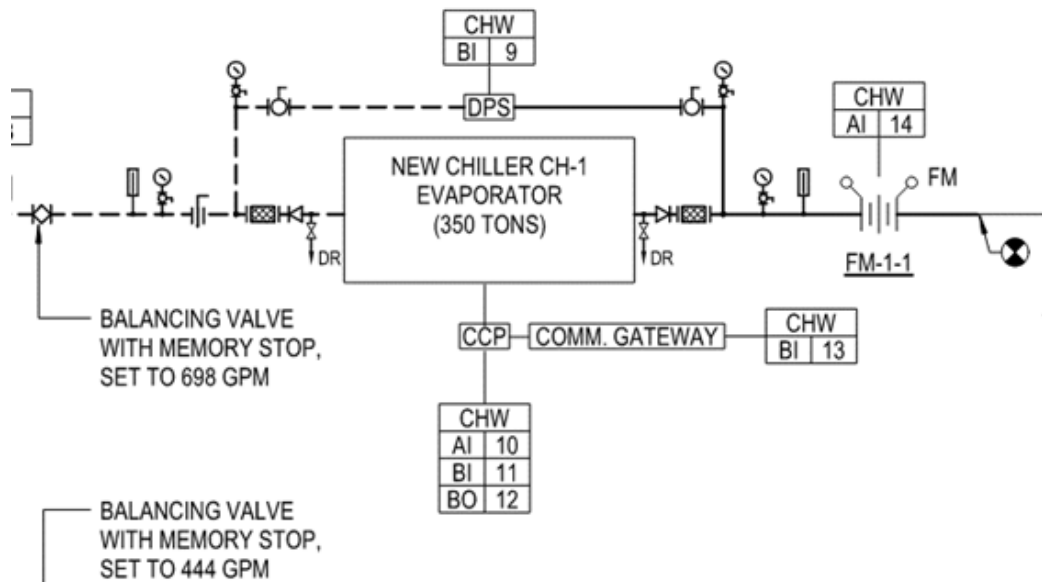 CHW
BI 9
DPS
CHW
AI 14
NEW CHILLER CH-1
EVAPORATOR
(350 TONS)
FM
DR
DR
FM-1-1
BALANCING VALVE
WITH MEMORY STOP,
SET TO 698 GPM
CCP
COMM. GATEWAY
CHW
BI 13
CHW
AI 10
BI 11
BO 12
BALANCING VALVE
WITH MEMORY STOP,
SET TO 444 GPM